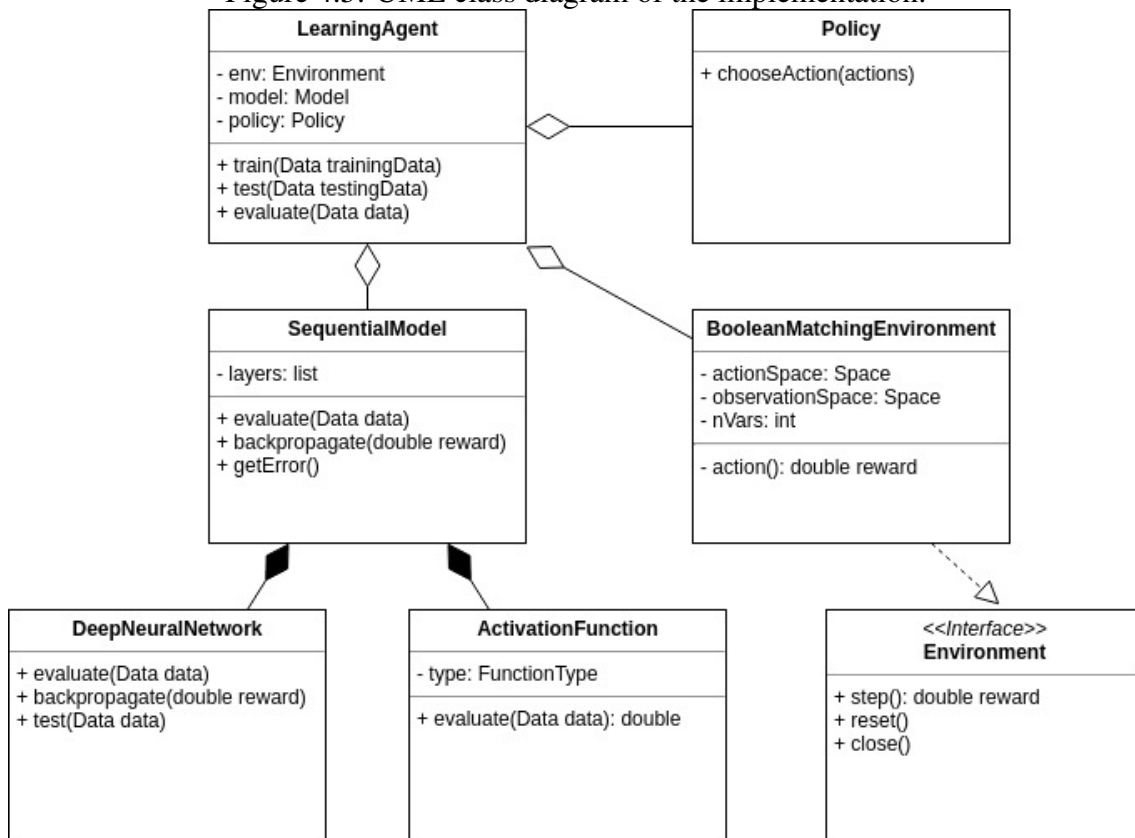 Figure 4.3: UML class diagram of the implementation.
LearningAgent
- env: Environment
- model: Model
- policy: Policy
+ train(Data trainingData)
+ test(Data testingData)
+ evaluate(Data data)
Policy
+ chooseAction(actions)
SequentialModel
- layers: list
+ evaluate(Data data)
+ backpropagate(double reward)
+ getError()
BooleanMatchingEnvironment
- actionSpace: Space
- observationSpace: Space
- nVars: int
- action(): double reward
DeepNeuralNetwork
+ evaluate(Data data)
+ backpropagate(double reward)
+ test(Data data)
ActivationFunction
- type: FunctionType
+ evaluate(Data data): double
<<Interface>>
Environment
+ step(): double reward
+ reset()
+ close()